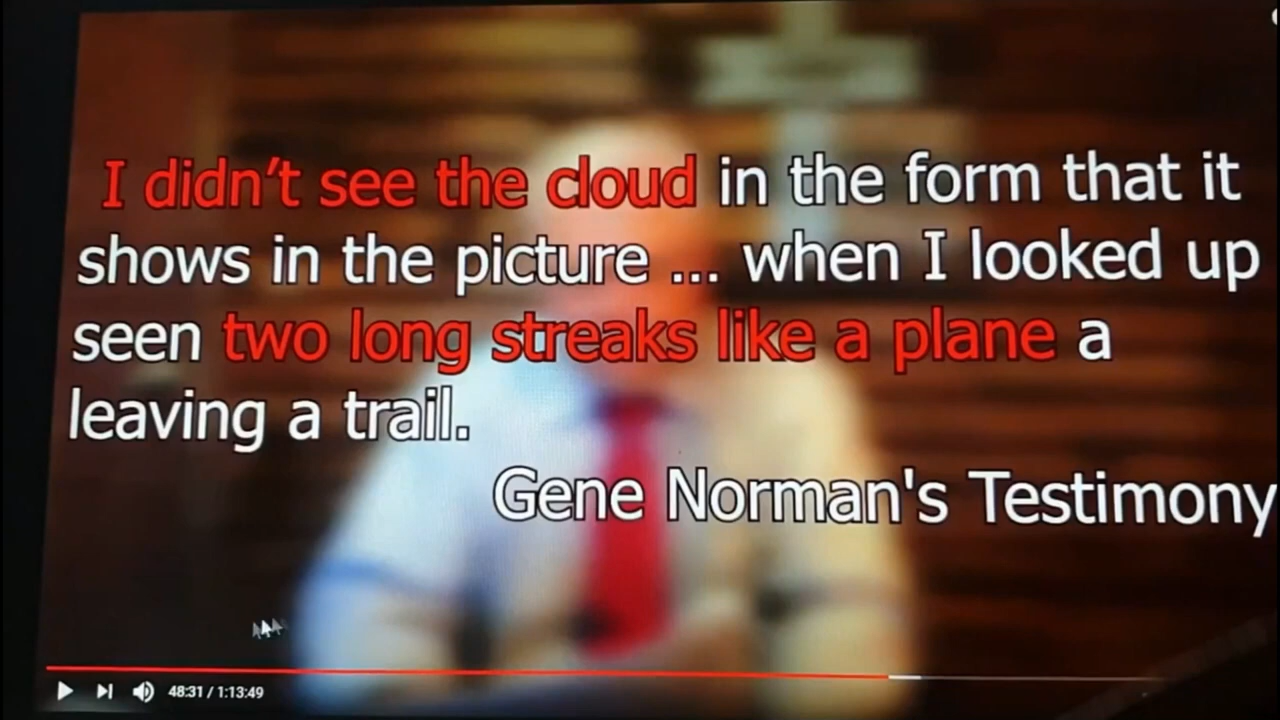 I didn't see the cloud in the form that it
shows in the picture ... when I looked up
seen two long streaks like a plane a
leaving a trail.
Gene Norman's Testimony
48:31 / 1:13:49